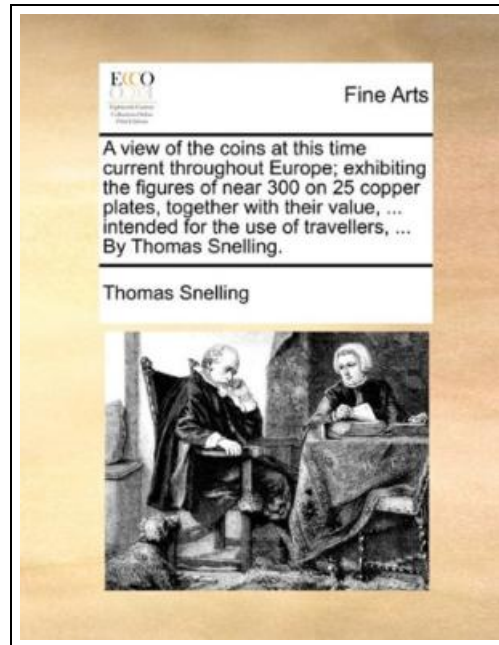 ECCO
Fine Arts
A view of the coins at this time
current throughout Europe; exhibiting
the figures of near 300 on 25 copper
plates, together with their value, ...
intended for the use of travellers, ...
By Thomas Snelling.
Thomas Snelling